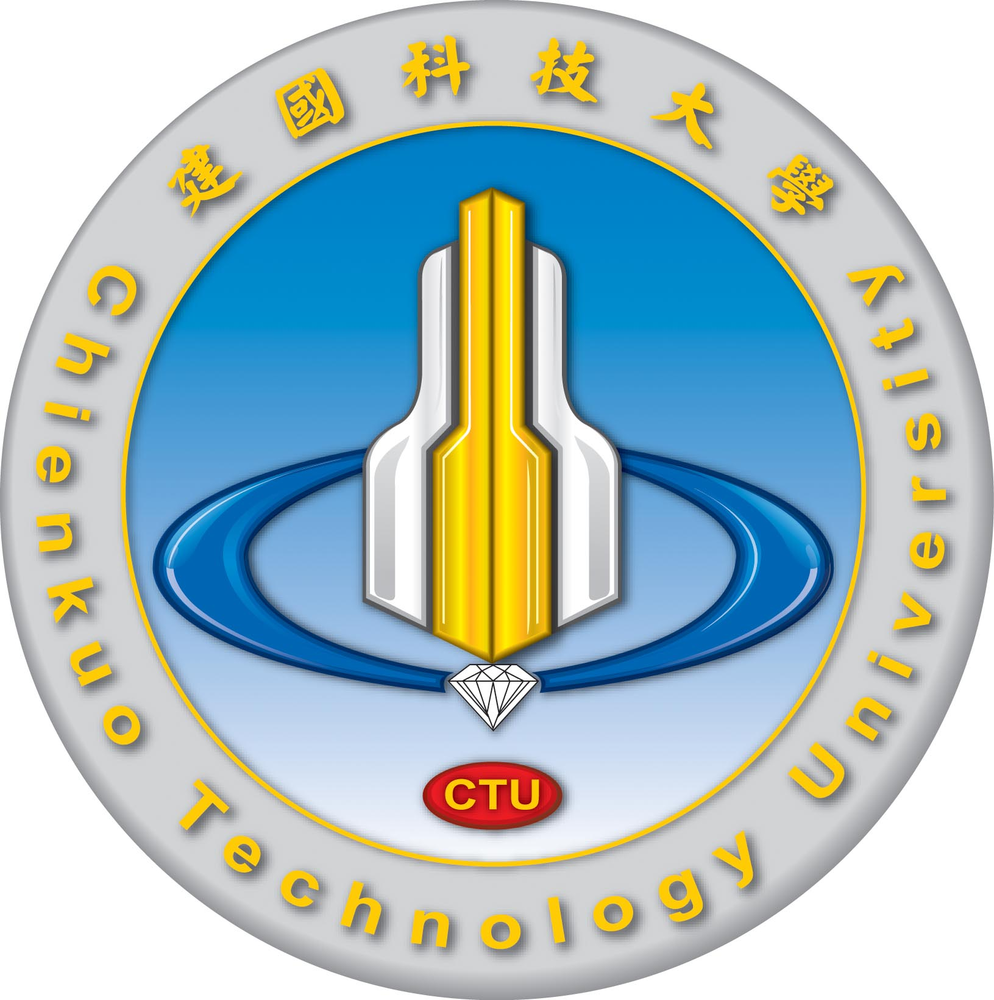 建國科技大學
Chienkuo Technology University
CTU